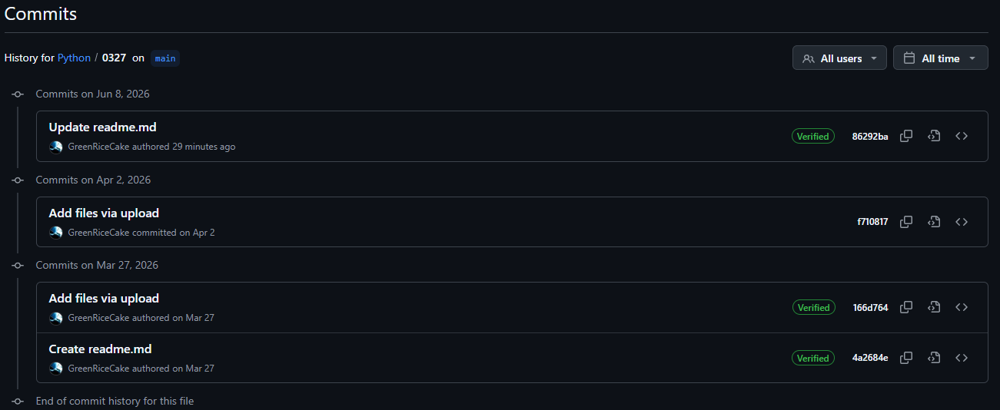 Commits
History for Python / 0327 on main
All users
All time
Commits on Jun 8, 2026
Update readme.md
GreenRiceCake authored 29 minutes ago
Verified
86292ba
Commits on Apr 2, 2026
Add files via upload
GreenRiceCake committed on Apr 2
f710817
Commits on Mar 27, 2026
Add files via upload
GreenRiceCake authored on Mar 27
Verified
166d764
Create readme.md
GreenRiceCake authored on Mar 27
Verified
4a2684e
End of commit history for this file